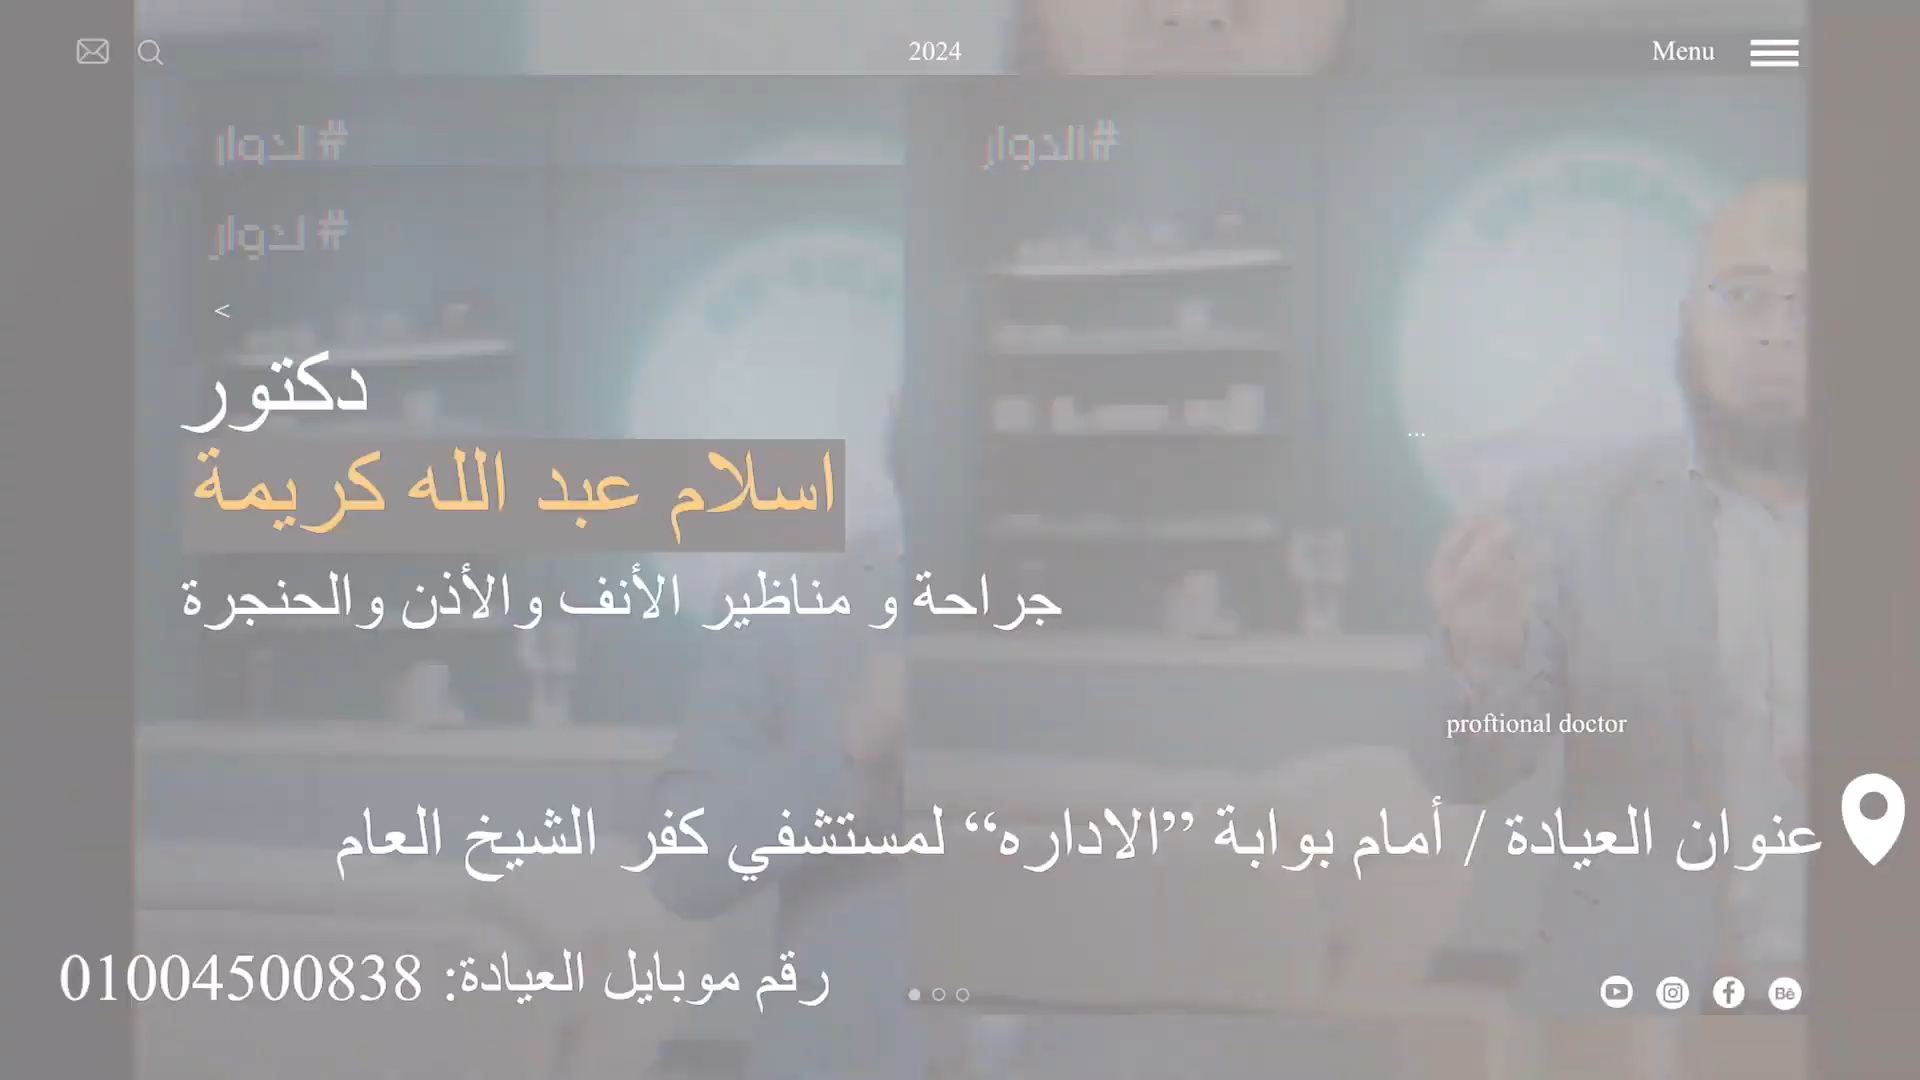 2024
Menu
#الدوار
#لدوار
#لدوار
<
دكتور
اسلام عبد الله كريمة
جراحة و مناظير الأنف والأذن والحنجرة
...
proftional doctor
عنوان العيادة / أمام بوابة ”الاداره“ لمستشفي كفر الشيخ العام
رقم موبايل العيادة: 01004500838
Bē